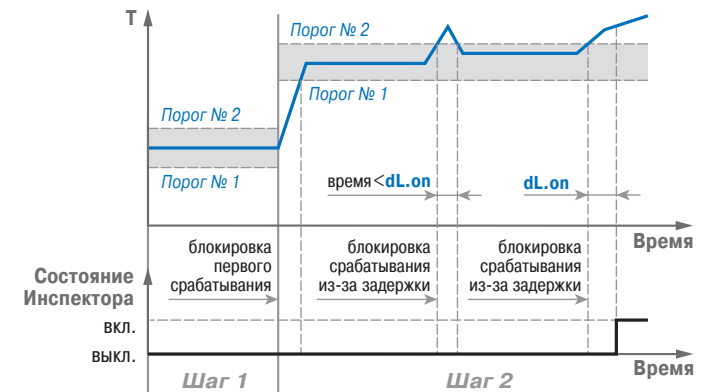 T
Порог № 2
Порог № 1
Порог № 2
Порог № 1
время<dL.on
dL.on
Время
блокировка
первого
срабатывания
блокировка
срабатывания
из-за задержки
блокировка
срабатывания
из-за задержки
Состояние
Инспектора
вкл.
выкл.
Время
Шаг 1
Шаг 2